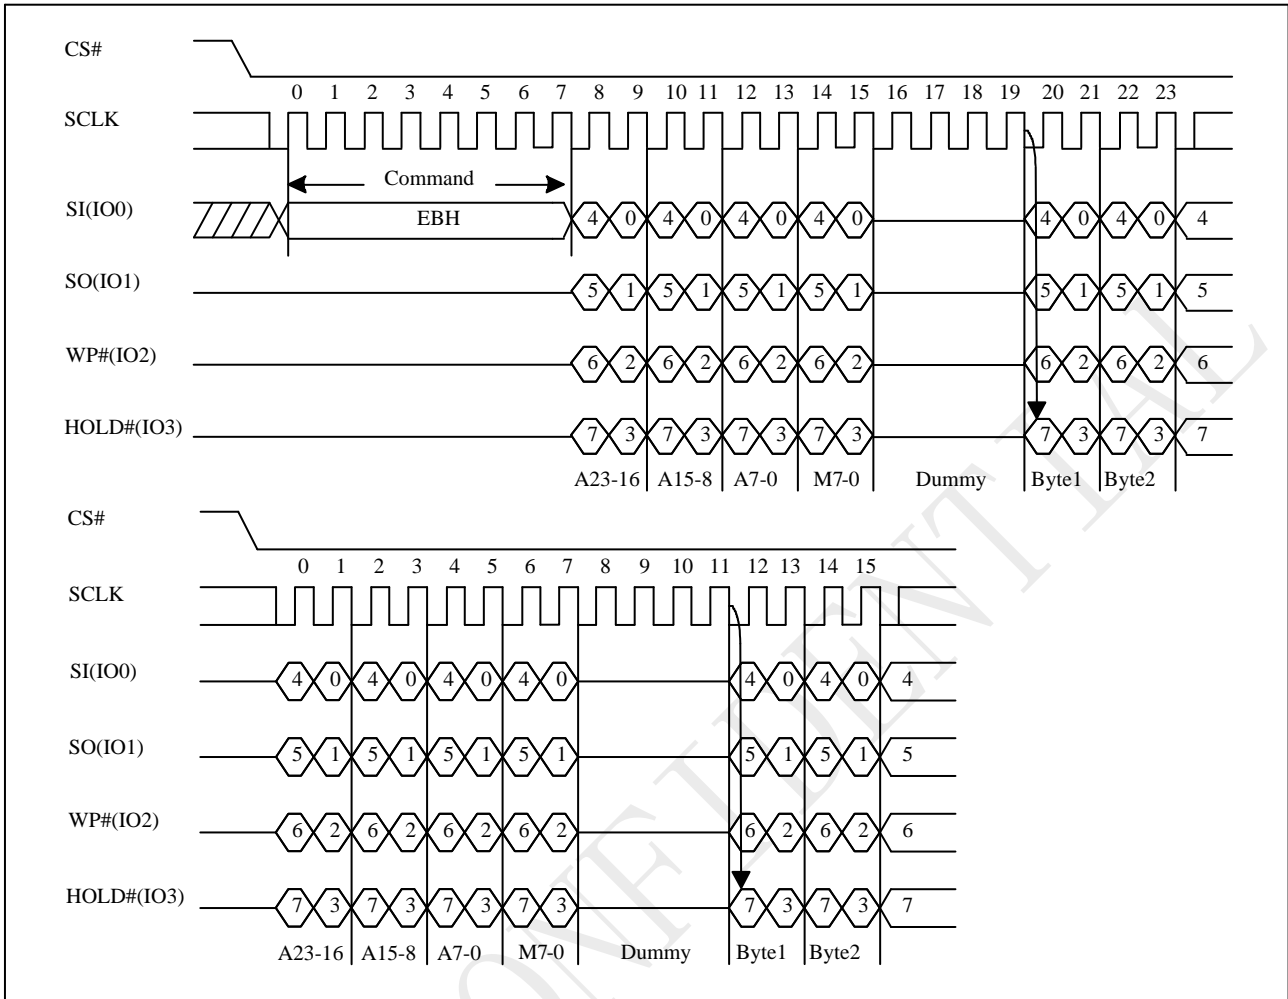 CS#
0 1 2 3 4 5 6 7 8 9 10 11 12 13 14 15 16 17 18 19 20 21 22 23
SCLK
Command
SI(IO0) EBH 4 0 4 0 4 0 4 0 4 0 4 0 4
SO(IO1) 5 1 5 1 5 1 5 1 5 1 5 1 5
WP#(IO2) 6 2 6 2 6 2 6 2 6 2 6 2 6
HOLD#(IO3) 7 3 7 3 7 3 7 3 7 3 7 3 7
A23-16 A15-8 A7-0 M7-0 Dummy Byte1 Byte2
CS#
0 1 2 3 4 5 6 7 8 9 10 11 12 13 14 15
SCLK
SI(IO0) 4 0 4 0 4 0 4 0 4 0 4 0 4
SO(IO1) 5 1 5 1 5 1 5 1 5 1 5 1 5
WP#(IO2) 6 2 6 2 6 2 6 2 6 2 6 2 6
HOLD#(IO3) 7 3 7 3 7 3 7 3 7 3 7 3 7
A23-16 A15-8 A7-0 M7-0 Dummy Byte1 Byte2